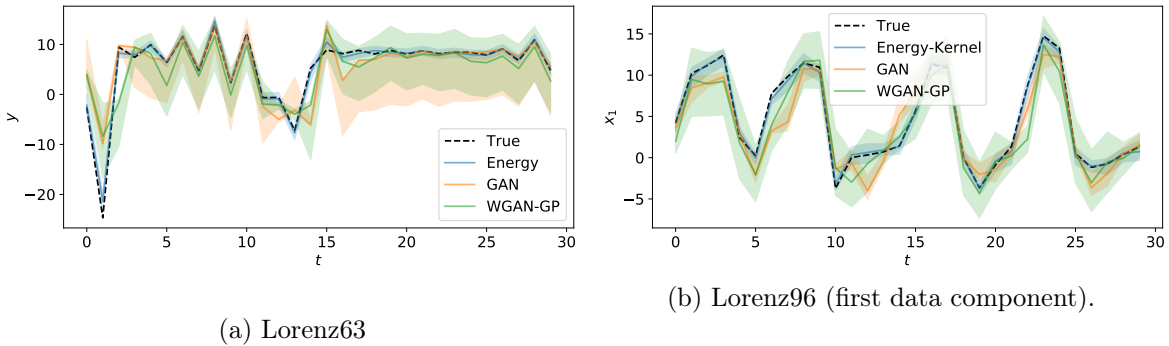 10
0
−10
−20
y
0
5
10
15
20
25
30
t
True
Energy
GAN
WGAN-GP
(a) Lorenz63
15
10
5
0
−5
x1
0
5
10
15
20
25
30
t
True
Energy-Kernel
GAN
WGAN-GP
(b) Lorenz96 (first data component).